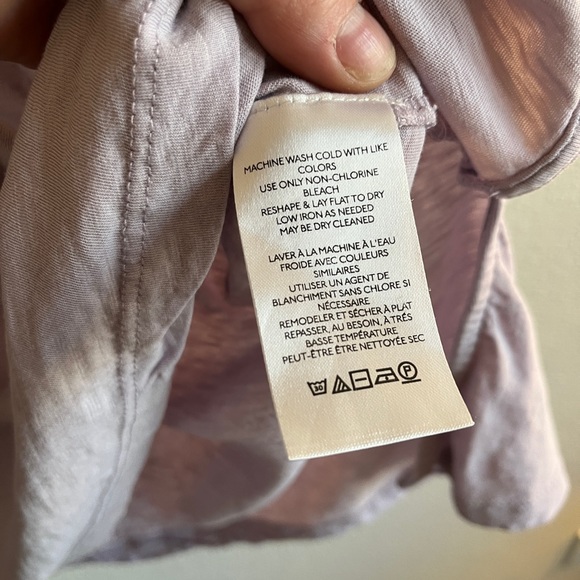 MACHINE WASH COLD WITH LIKE
COLORS
USE ONLY NON-CHLORINE
BLEACH
RESHAPE & LAY FLAT TO DRY
LOW IRON AS NEEDED
MAY BE DRY CLEANED
LAVER À LA MACHINE À L'EAU
FROIDE AVEC COULEURS
SIMILAIRES
UTILISER UN AGENT DE
BLANCHIMENT SANS CHLORE SI
NÉCESSAIRE
REMODELER ET SÉCHER À PLAT
REPASSER, AU BESOIN, À TRÈS
BASSE TEMPÉRATURE
PEUT-ÊTRE ÊTRE NETTOYÉE SEC
30 P